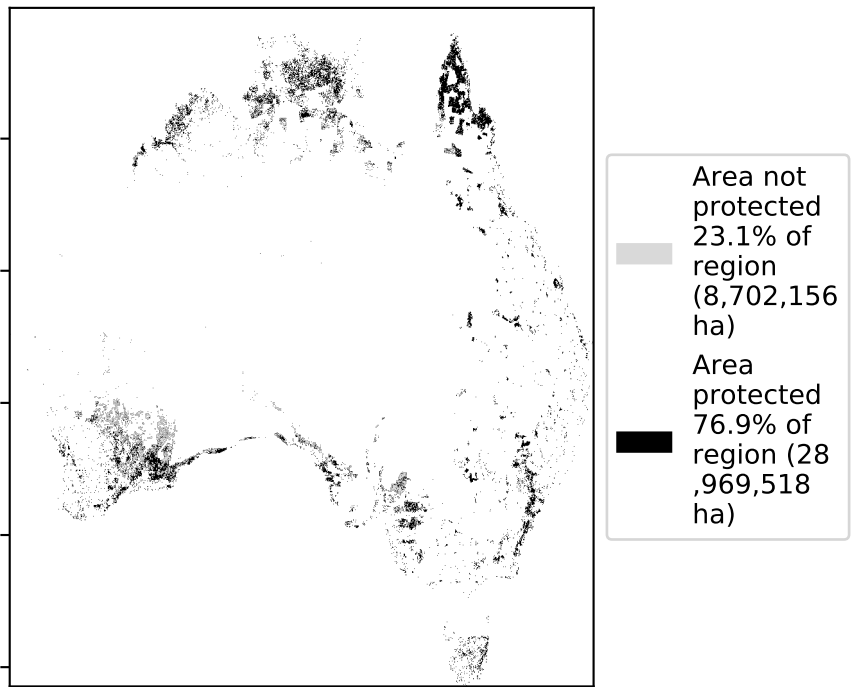 Area not
protected
23.1% of
region
(8,702,156
ha)
Area
protected
76.9% of
region (28
,969,518
ha)